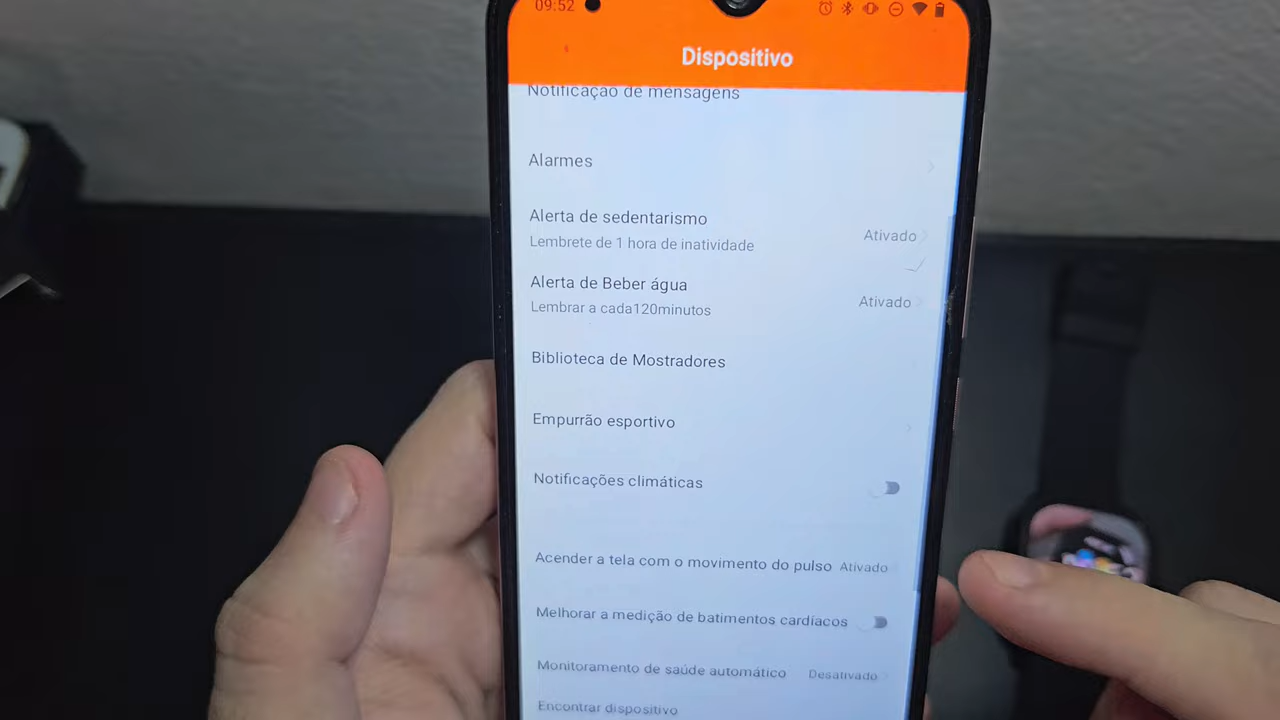 09:52
Dispositivo
Notificação de mensagens
Alarmes
Alerta de sedentarismo
Lembrete de 1 hora de inatividade
Ativado
Alerta de Beber água
Lembrar a cada120minutos
Ativado
Biblioteca de Mostradores
Empurrão esportivo
Notificações climáticas
Acender a tela com o movimento do pulso
Ativado
Melhorar a medição de batimentos cardíacos
Monitoramento de saúde automático
Desativado
Encontrar dispositivo